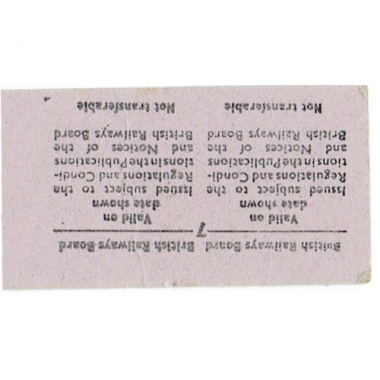 British Railways Board British Railways Board
7
Valid on Valid on
date shown date shown
Issued subject to the Issued subject to the
Regulations and Condi- Regulations and Condi-
tions in the Publications tions in the Publications
and Notices of the and Notices of the
British Railways Board British Railways Board
Not transferable Not transferable